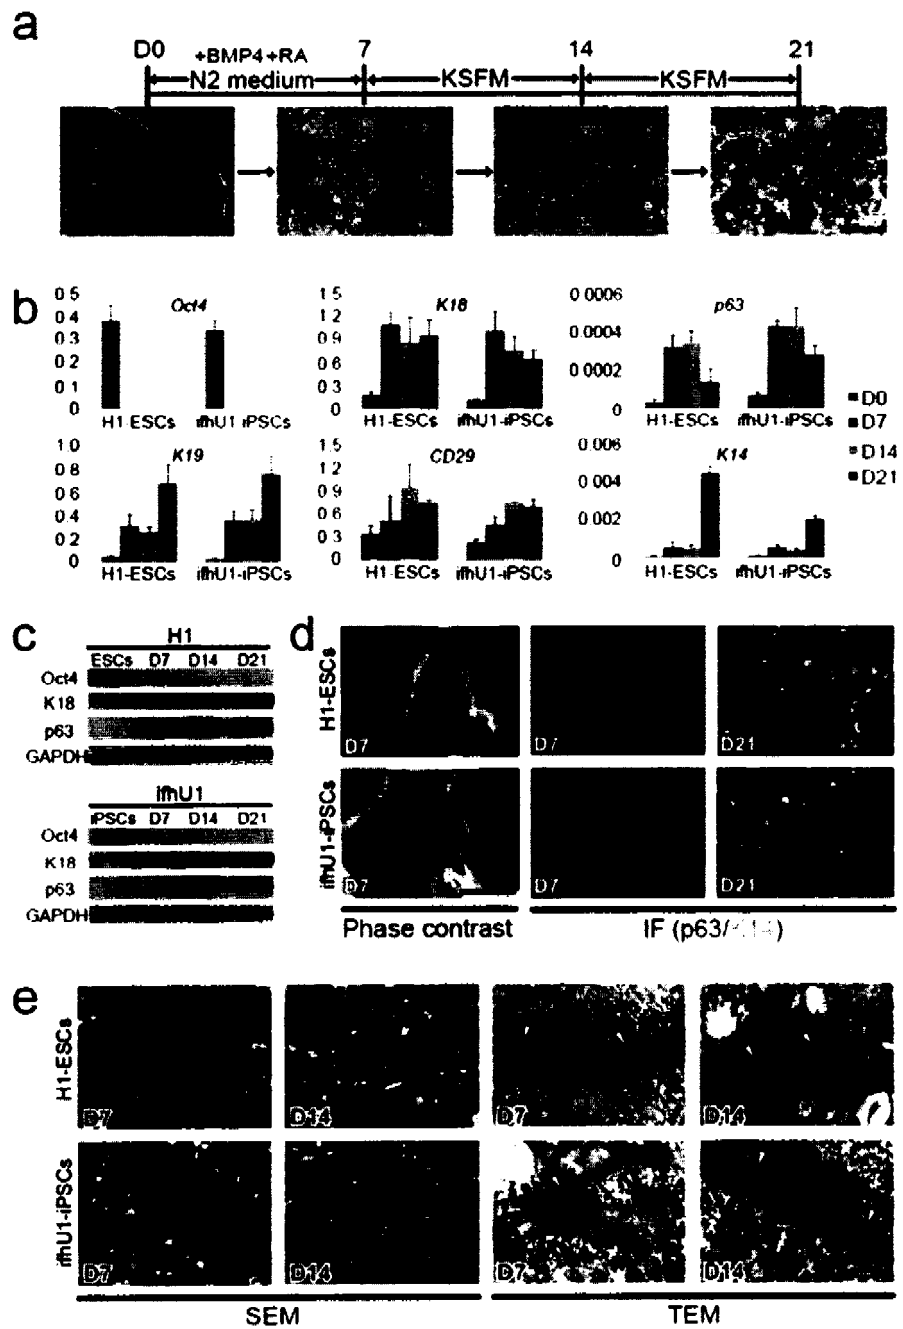 a
D0 +BMP4+RA 7 14 21
N2 medium KSFM KSFM
b
0 5 Oct4
0 4
0 3
0 2
0 1
0
H1-ESCs ifhU1-iPSCs
1 5 K18
1 2
0 9
0 6
0 3
0
H1-ESCs ifhU1-iPSCs
0 0006 p63
0 0004
0 0002
0
H1-ESCs ifhU1-iPSCs
D0
D7
D14
D21
1.0 K19
0 8
0 6
0 4
0 2
0
H1-ESCs ifhU1-iPSCs
1.5 CD29
1 2
0 9
0 6
0 3
0
H1-ESCs ifhU1-iPSCs
0 006 K14
0 004
0 002
0
H1-ESCs ifhU1-iPSCs
c
H1
ESCs D7 D14 D21
Oct4
K18
p63
GAPDH
ifhU1
iPSCs D7 D14 D21
Oct4
K18
p63
GAPDH
d
H1-ESCs
D7 D7 D21
ifhU1-iPSCs
D7 D7 D21
Phase contrast IF (p63/K14)
e
H1-ESCs
D7 D14 D7 D14
ifhU1-iPSCs
D7 D14 D7 D14
SEM TEM